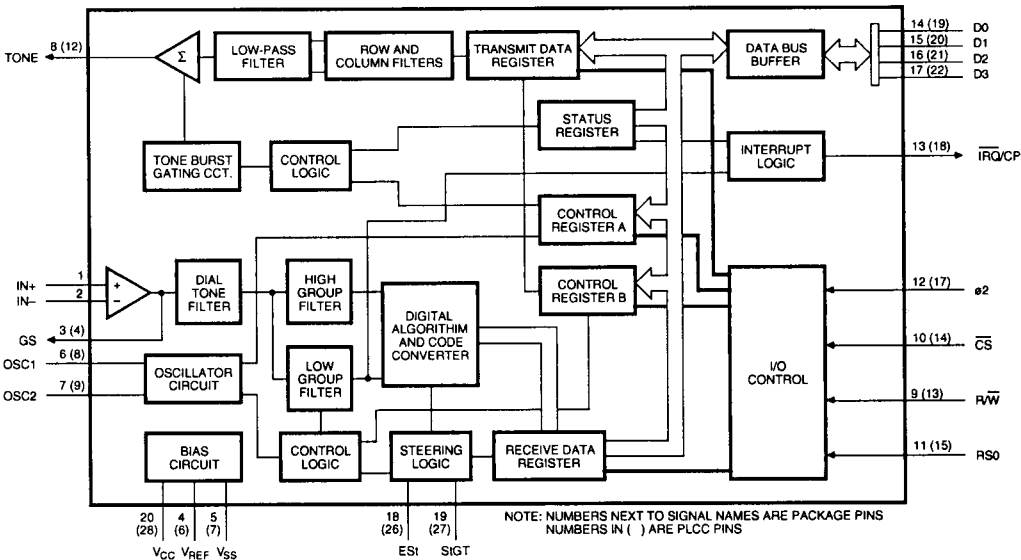 TONE
8 (12)
Σ
LOW-PASS
FILTER
ROW AND
COLUMN FILTERS
TRANSMIT DATA
REGISTER
DATA BUS
BUFFER
14 (19)
D0
15 (20)
D1
16 (21)
D2
17 (22)
D3
STATUS
REGISTER
TONE BURST
GATING CCT.
CONTROL
LOGIC
INTERRUPT
LOGIC
13 (18)
IRQ/CP
CONTROL
REGISTER A
IN+
1
+
IN–
2
–
DIAL
TONE
FILTER
HIGH
GROUP
FILTER
DIGITAL
ALGORITHIM
AND CODE
CONVERTER
CONTROL
REGISTER B
12 (17)
ø2
GS
3 (4)
OSC1
6 (8)
OSC2
7 (9)
OSCILLATOR
CIRCUIT
LOW
GROUP
FILTER
I/O
CONTROL
10 (14)
CS
9 (13)
R/W
11 (15)
RS0
BIAS
CIRCUIT
CONTROL
LOGIC
STEERING
LOGIC
RECEIVE DATA
REGISTER
20
(28)
VCC
4
(6)
VREF
5
(7)
VSS
18
(26)
ESt
19
(27)
StGT
NOTE: NUMBERS NEXT TO SIGNAL NAMES ARE PACKAGE PINS
NUMBERS IN ( ) ARE PLCC PINS